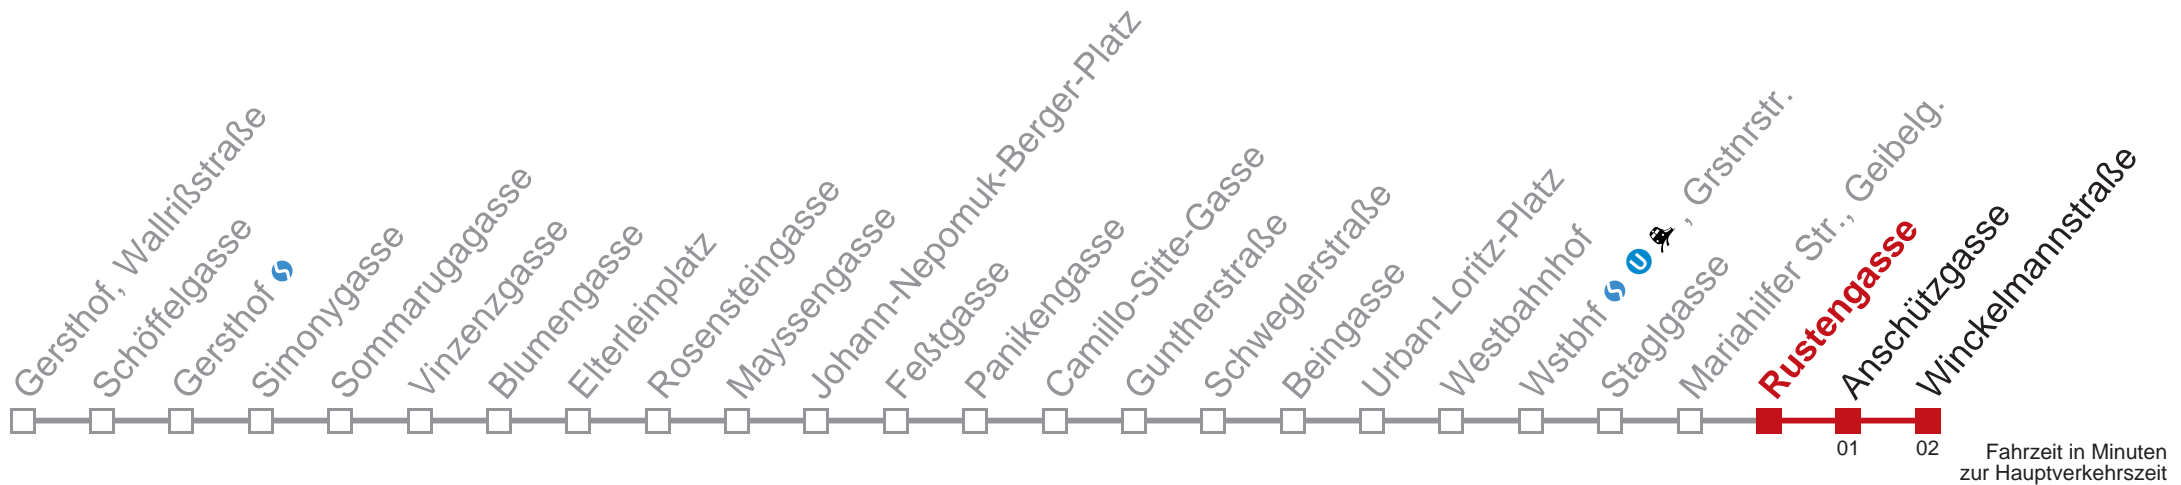 Gersthof, Wallrißstraße
Schöffelgasse
Gersthof
Simonygasse
Sommarugagasse
Vinzenzgasse
Blumengasse
Elterleinplatz
Rosensteingasse
Mayssengasse
Johann-Nepomuk-Berger-Platz
Feßtgasse
Panikengasse
Camillo-Sitte-Gasse
Guntherstraße
Schweglerstraße
Beingasse
Urban-Loritz-Platz
Westbahnhof
Wstbhf U , Grstnrstr.
Staglgasse
Mariahilfer Str., Geibelg.
Rustengasse
Anschützgasse
Winckelmannstraße
01
02
Fahrzeit in Minuten
zur Hauptverkehrszeit